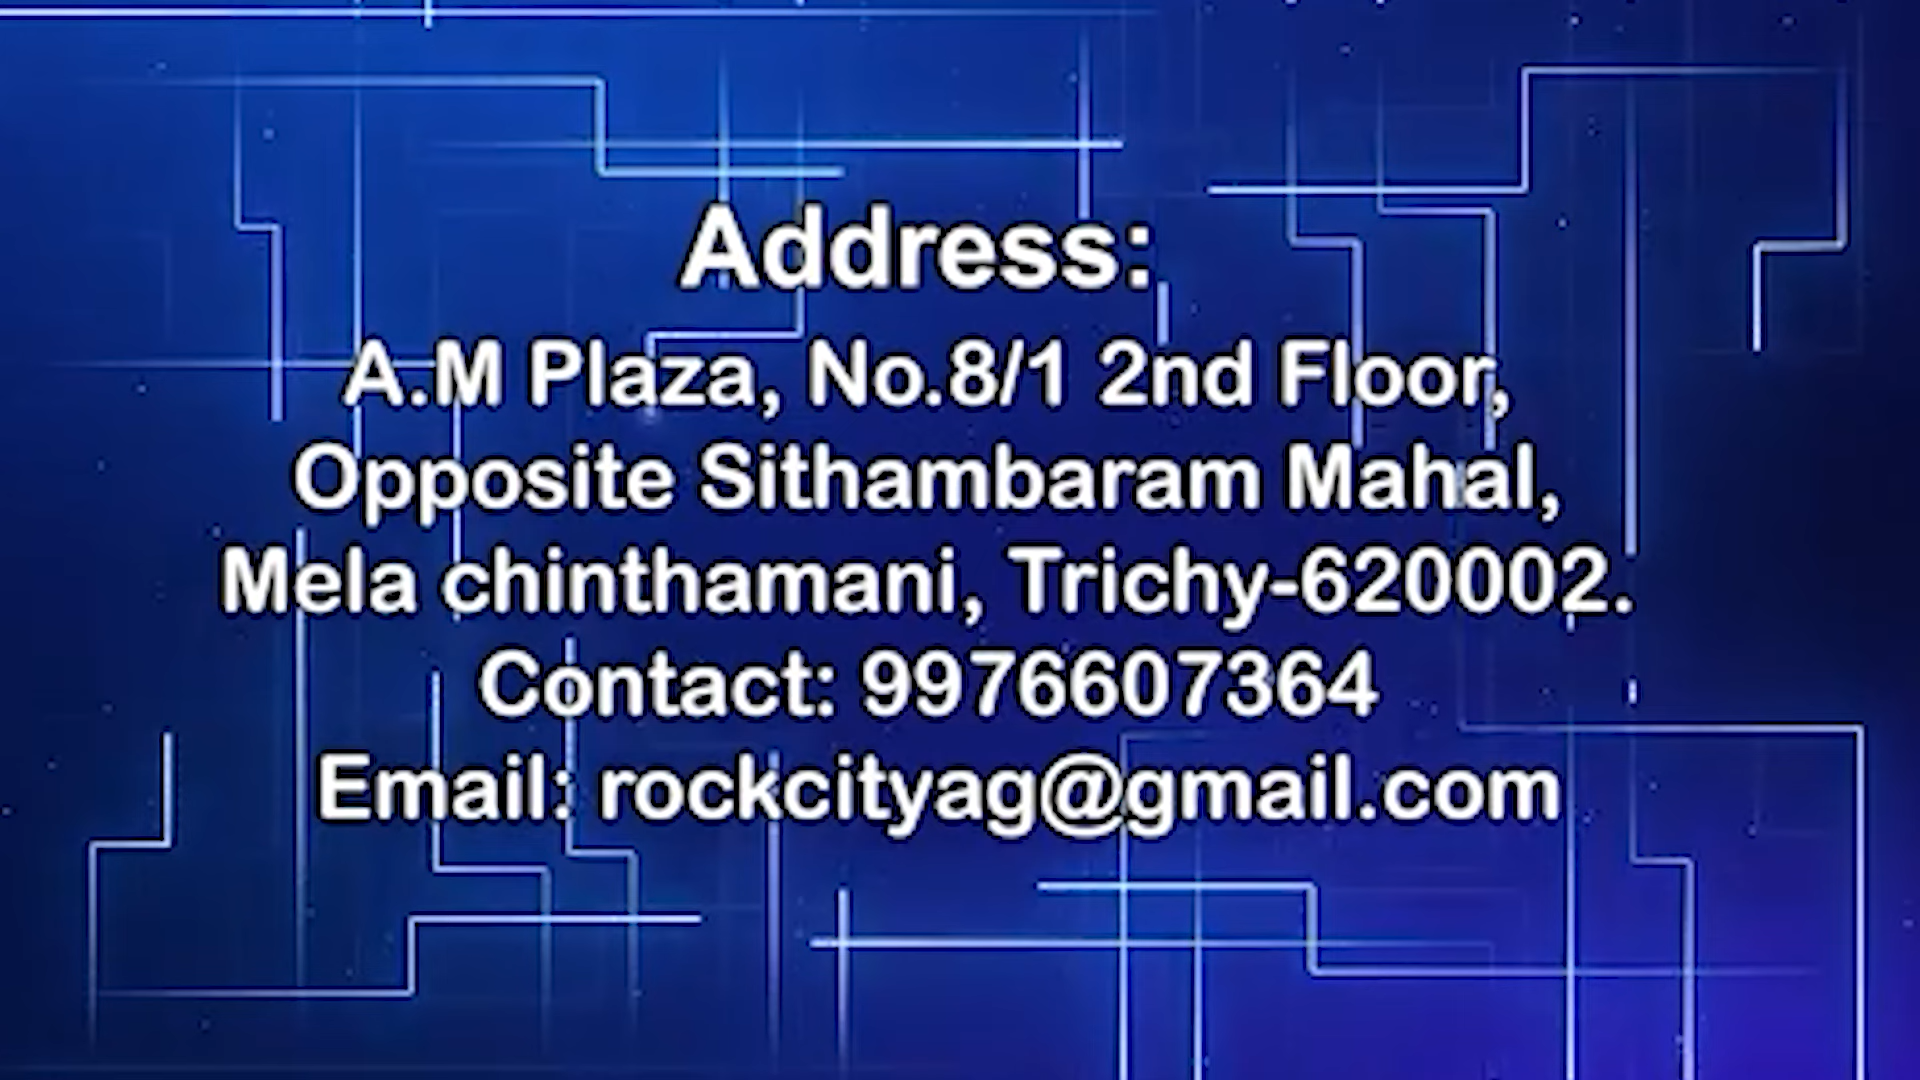 Address:
A.M Plaza, No.8/1 2nd Floor,
Opposite Sithambaram Mahal,
Mela chinthamani, Trichy-620002.
Contact: 9976607364
Email: rockcityag@gmail.com